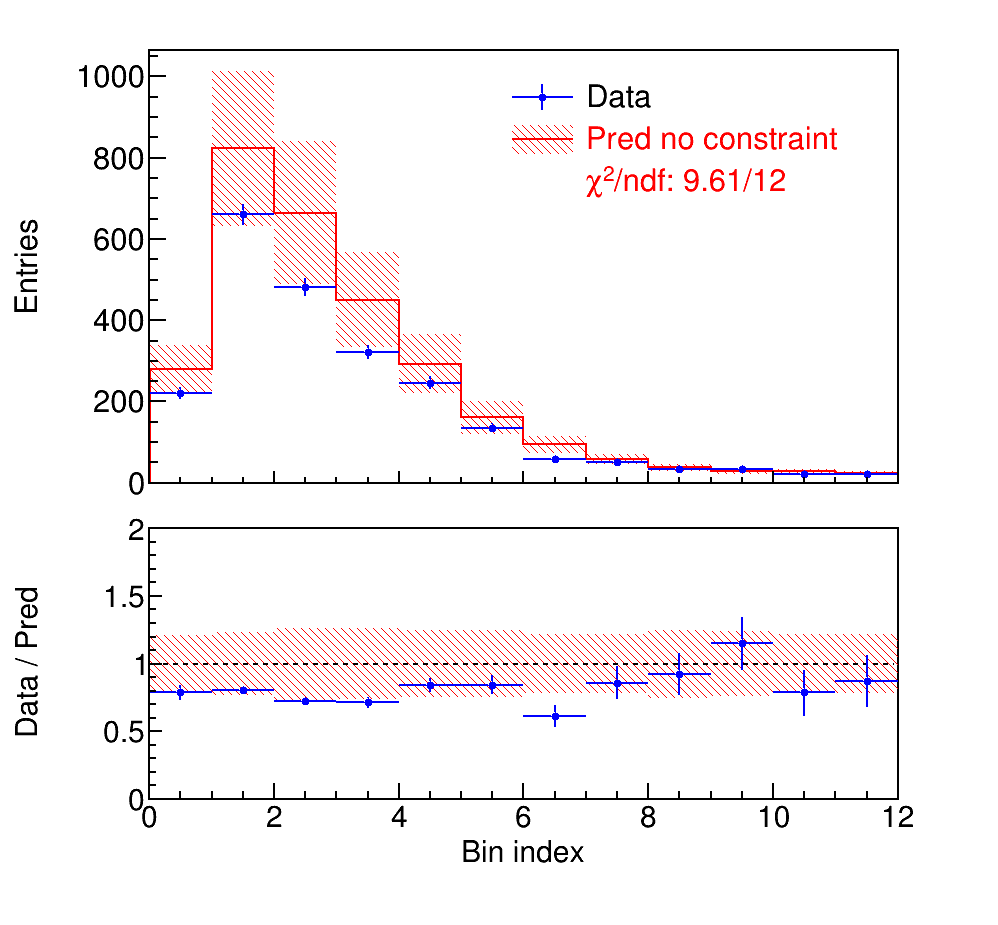 Entries
1000
800
600
400
200
0
Data
Pred no constraint
χ²/ndf: 9.61/12
Data / Pred
2
1.5
1
0.5
0
0 2 4 6 8 10 12
Bin index